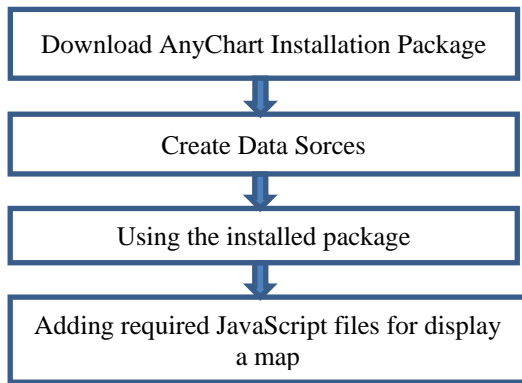 Download AnyChart Installation Package
Create Data Sorces
Using the installed package
Adding required JavaScript files for display
a map